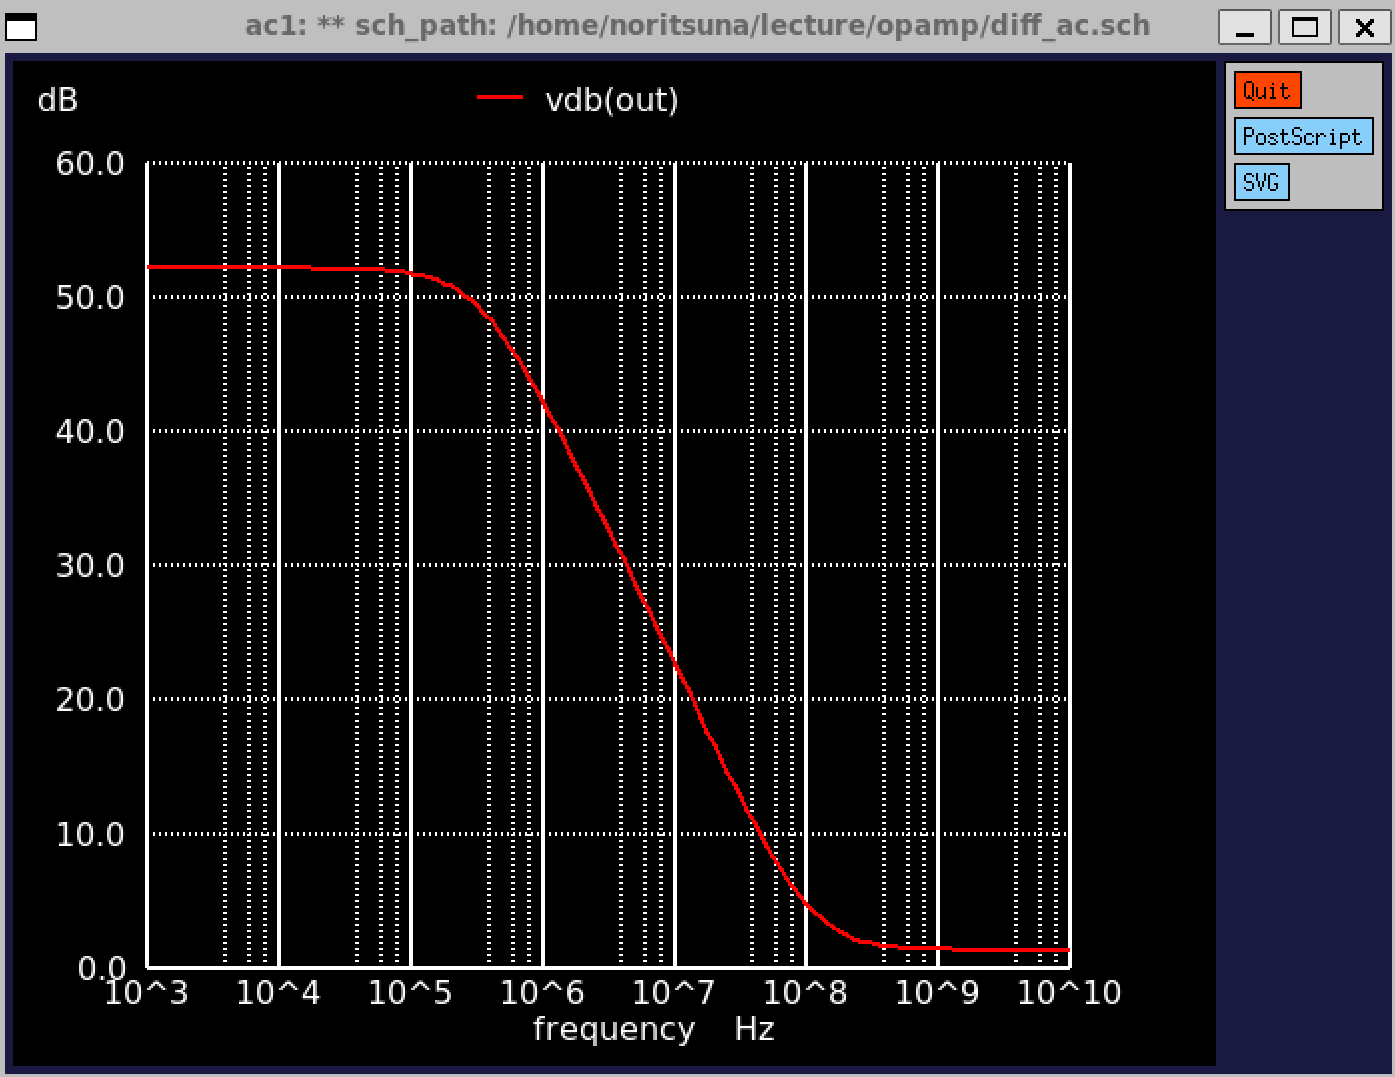 ac1: ** sch_path: /home/noritsuna/lecture/opamp/diff_ac.sch
Quit
PostScript
SVG
dB
vdb(out)
60.0
50.0
40.0
30.0
20.0
10.0
0.0
10^3 10^4 10^5 10^6 10^7 10^8 10^9 10^10
frequency Hz